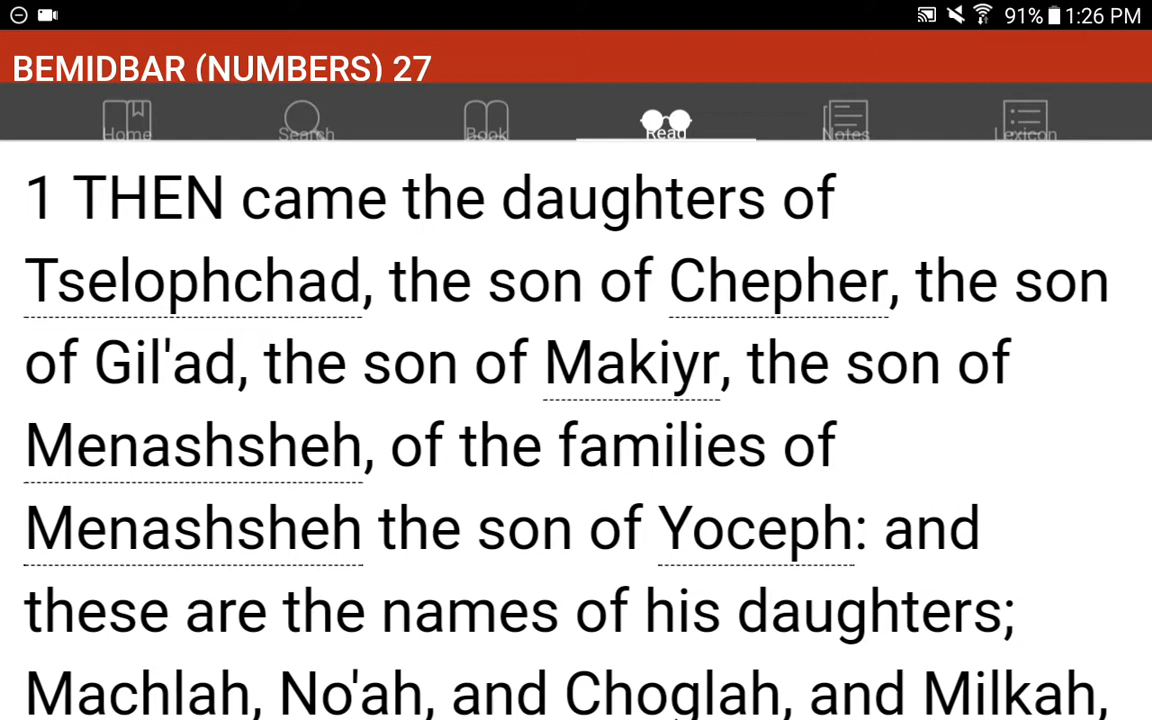 91% 1:26 PM
BEMIDBAR (NUMBERS) 27
Home Search Book Read Notes Lexicon
1 THEN came the daughters of
Tselophchad, the son of Chepher, the son
of Gil'ad, the son of Makiyr, the son of
Menashsheh, of the families of
Menashsheh the son of Yoceph: and
these are the names of his daughters;
Machlah, No'ah, and Choglah, and Milkah,